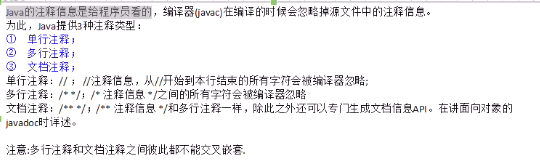 Java的注释信息是给程序员看的，编译器(javac)在编译的时候会忽略掉源文件中的注释信息。
为此，Java提供3种注释类型：
① 单行注释；
② 多行注释；
③ 文档注释；
单行注释：// ；//注释信息，从//开始到本行结束的所有字符会被编译器忽略;
多行注释：/* */；/* 注释信息 */之间的所有字符会被编译器忽略
文档注释：/** */；/** 注释信息 */和多行注释一样，除此之外还可以专门生成文档信息API。在讲面向对象的
javadoc时详述。
注意:多行注释和文档注释之间彼此都不能交叉嵌套.